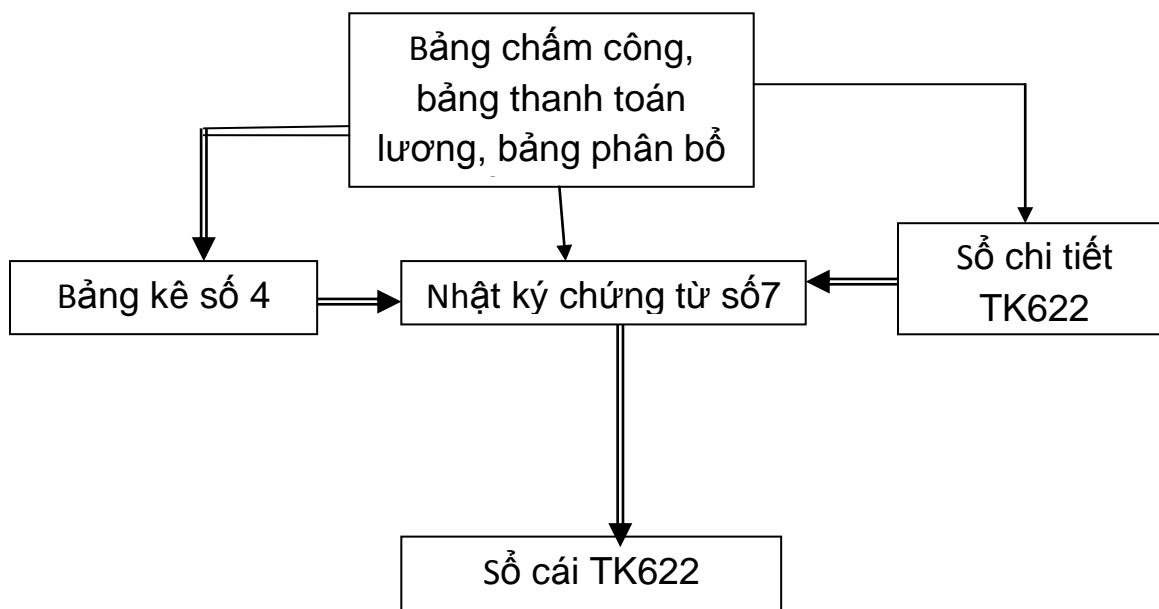 Bảng chấm công,
bảng thanh toán
lương, bảng phân bổ
Bảng kê số 4
Nhật ký chứng từ số7
Sổ chi tiết
TK622
Sổ cái TK622